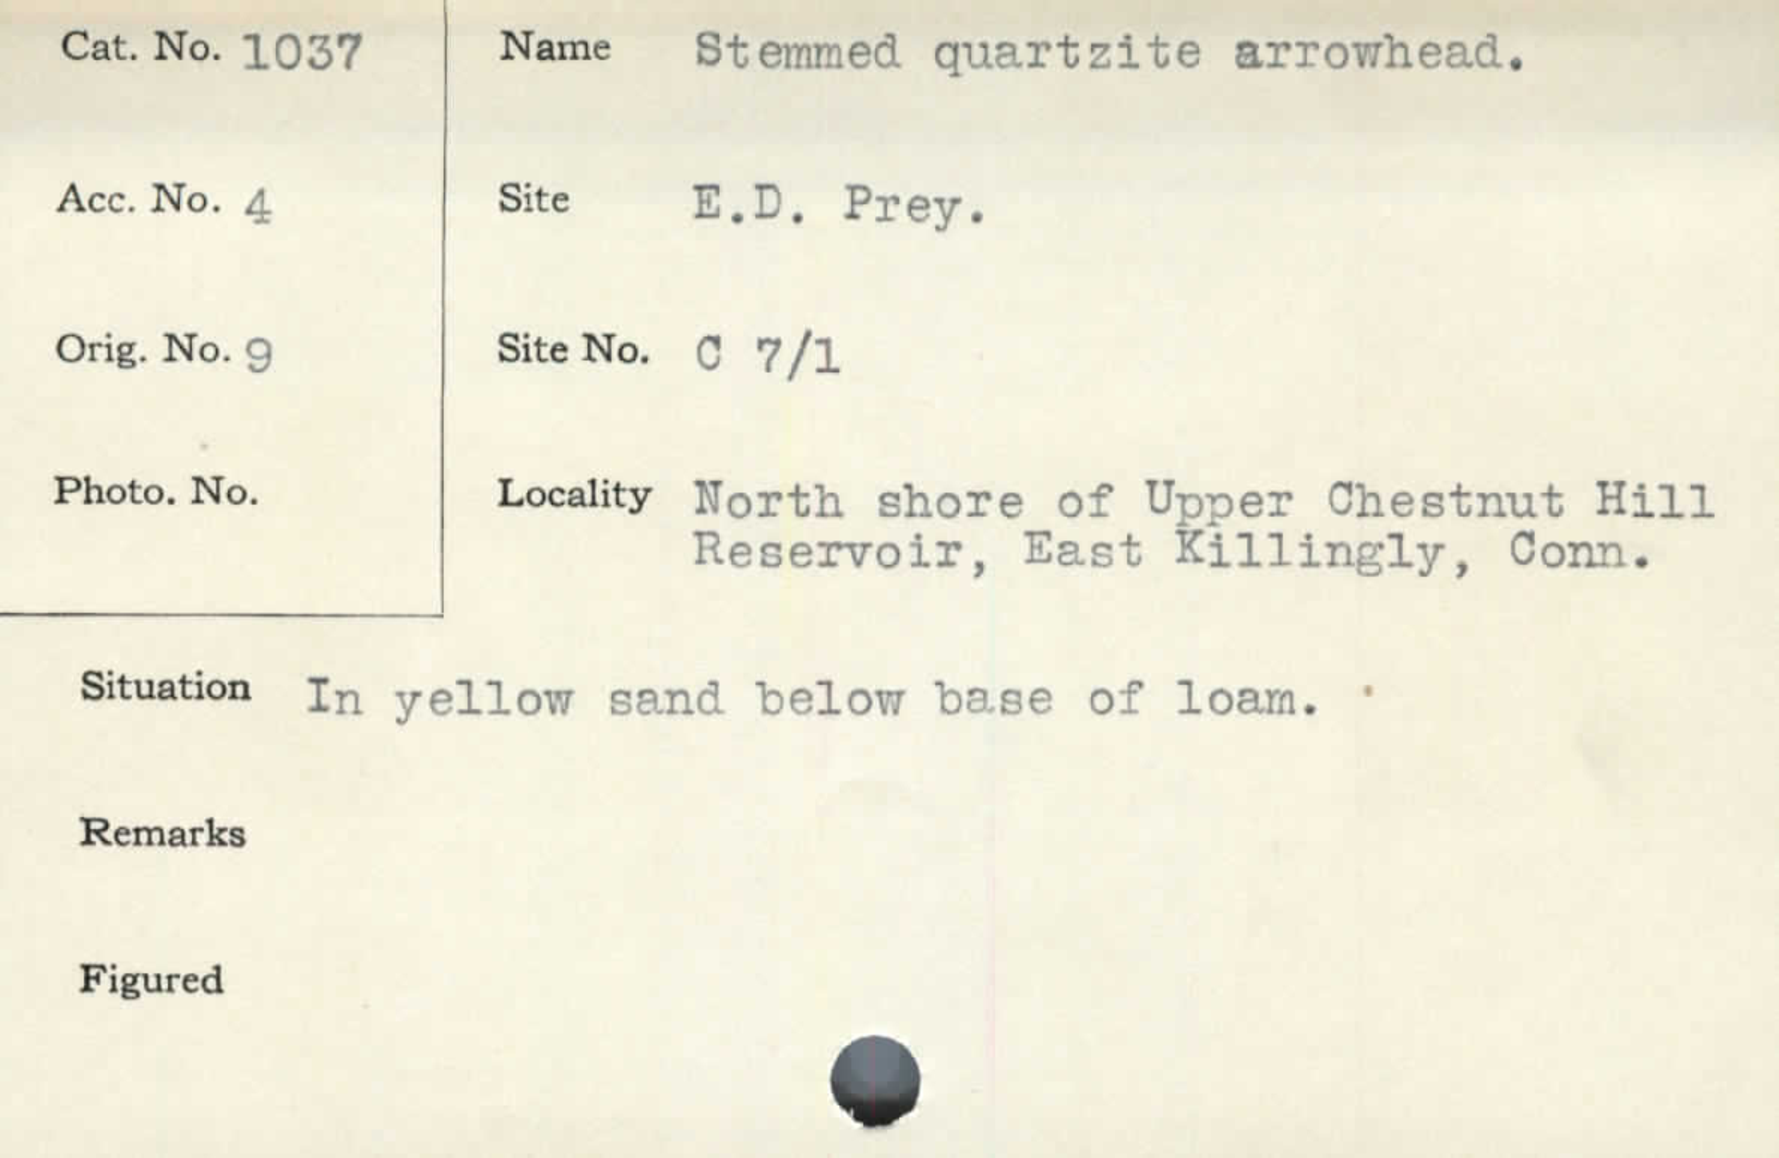 Cat. No. 1037
Name Stemmed quartzite arrowhead.
Acc. No. 4
Site E.D. Prey.
Orig. No. 9
Site No. C 7/1
Photo. No.
Locality North shore of Upper Chestnut Hill
Reservoir, East Killingly, Conn.
Situation In yellow sand below base of loam.
Remarks
Figured